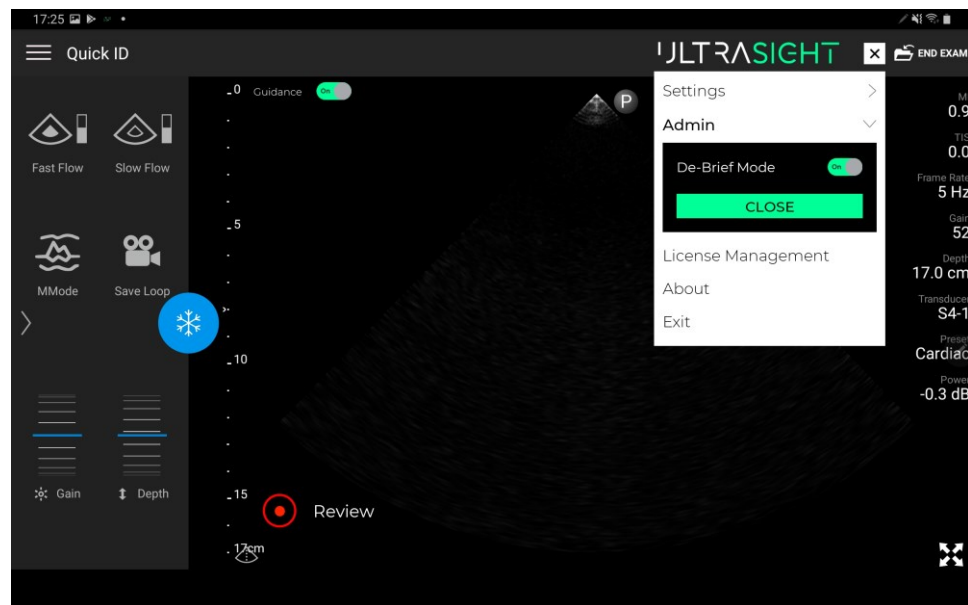 17:25
Quick ID
ULTRASIGHT
END EXAM
Guidance
On
P
Fast Flow
Slow Flow
MMode
Save Loop
Gain
Depth
0
5
10
15
17cm
Review
Settings
Admin
De-Brief Mode
On
CLOSE
License Management
About
Exit
0.9
TIS
0.0
Frame Rate
5 Hz
Gain
52
Depth
17.0 cm
Transducer
S4-1
Preset
Cardiac
Power
-0.3 dB